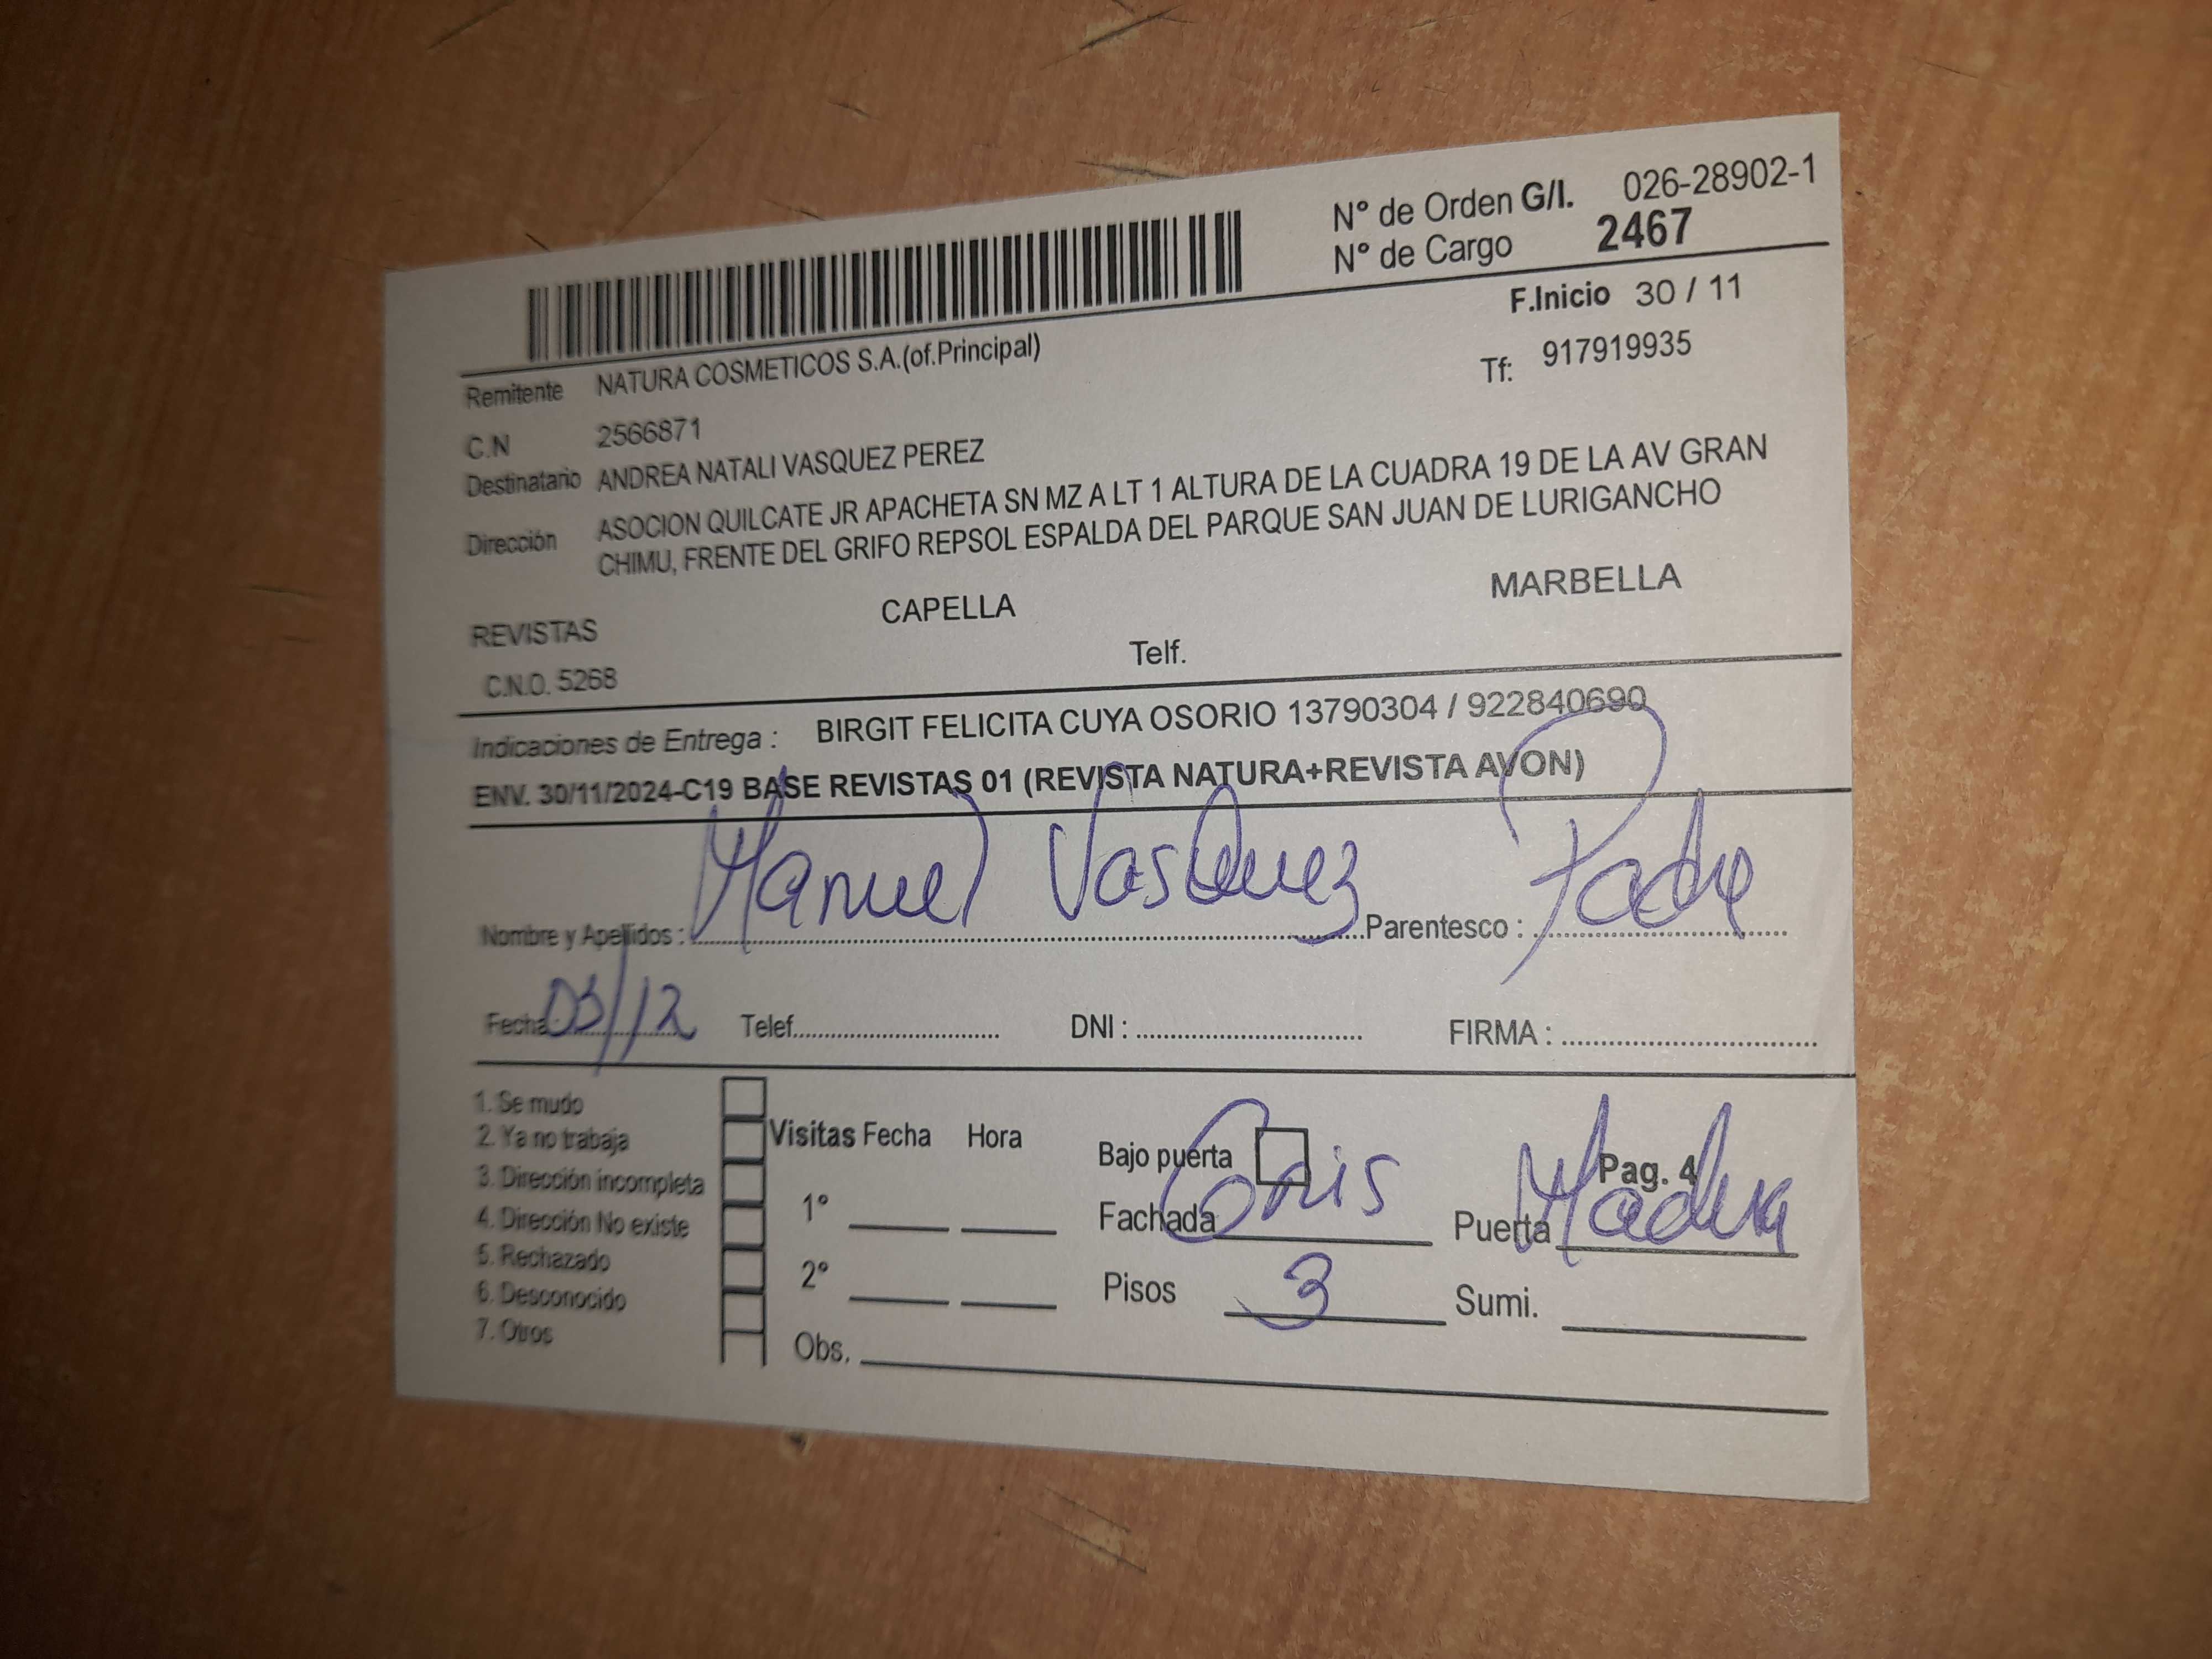 N° de Orden G/I. 026-28902-1
N° de Cargo 2467
F.Inicio 30 / 11
Remitente NATURA COSMETICOS S.A.(of.Principal) Tf: 917919935
C.N 2566871
Destinatario ANDREA NATALI VASQUEZ PEREZ
Dirección ASOCION QUILCATE JR APACHETA SN MZ A LT 1 ALTURA DE LA CUADRA 19 DE LA AV GRAN
CHIMU, FRENTE DEL GRIFO REPSOL ESPALDA DEL PARQUE SAN JUAN DE LURIGANCHO
REVISTAS CAPELLA MARBELLA
C.N.O. 5268 Telf.
Indicaciones de Entrega : BIRGIT FELICITA CUYA OSORIO 13790304 / 922840690
ENV. 30/11/2024-C19 BASE REVISTAS 01 (REVISTA NATURA+REVISTA AVON)
Nombre y Apellidos : Manuel Vasquez Parentesco : Padre
Fecha: 03/12 Telef. DNI : FIRMA :
1. Se mudo
2. Ya no trabaja Visitas Fecha Hora Bajo puerta Pag. 4
3. Dirección incompleta
4. Dirección No existe 1° Fachada Gris Puerta Madera
5. Rechazado
6. Desconocido 2° Pisos 3 Sumi.
7. Otros Obs.